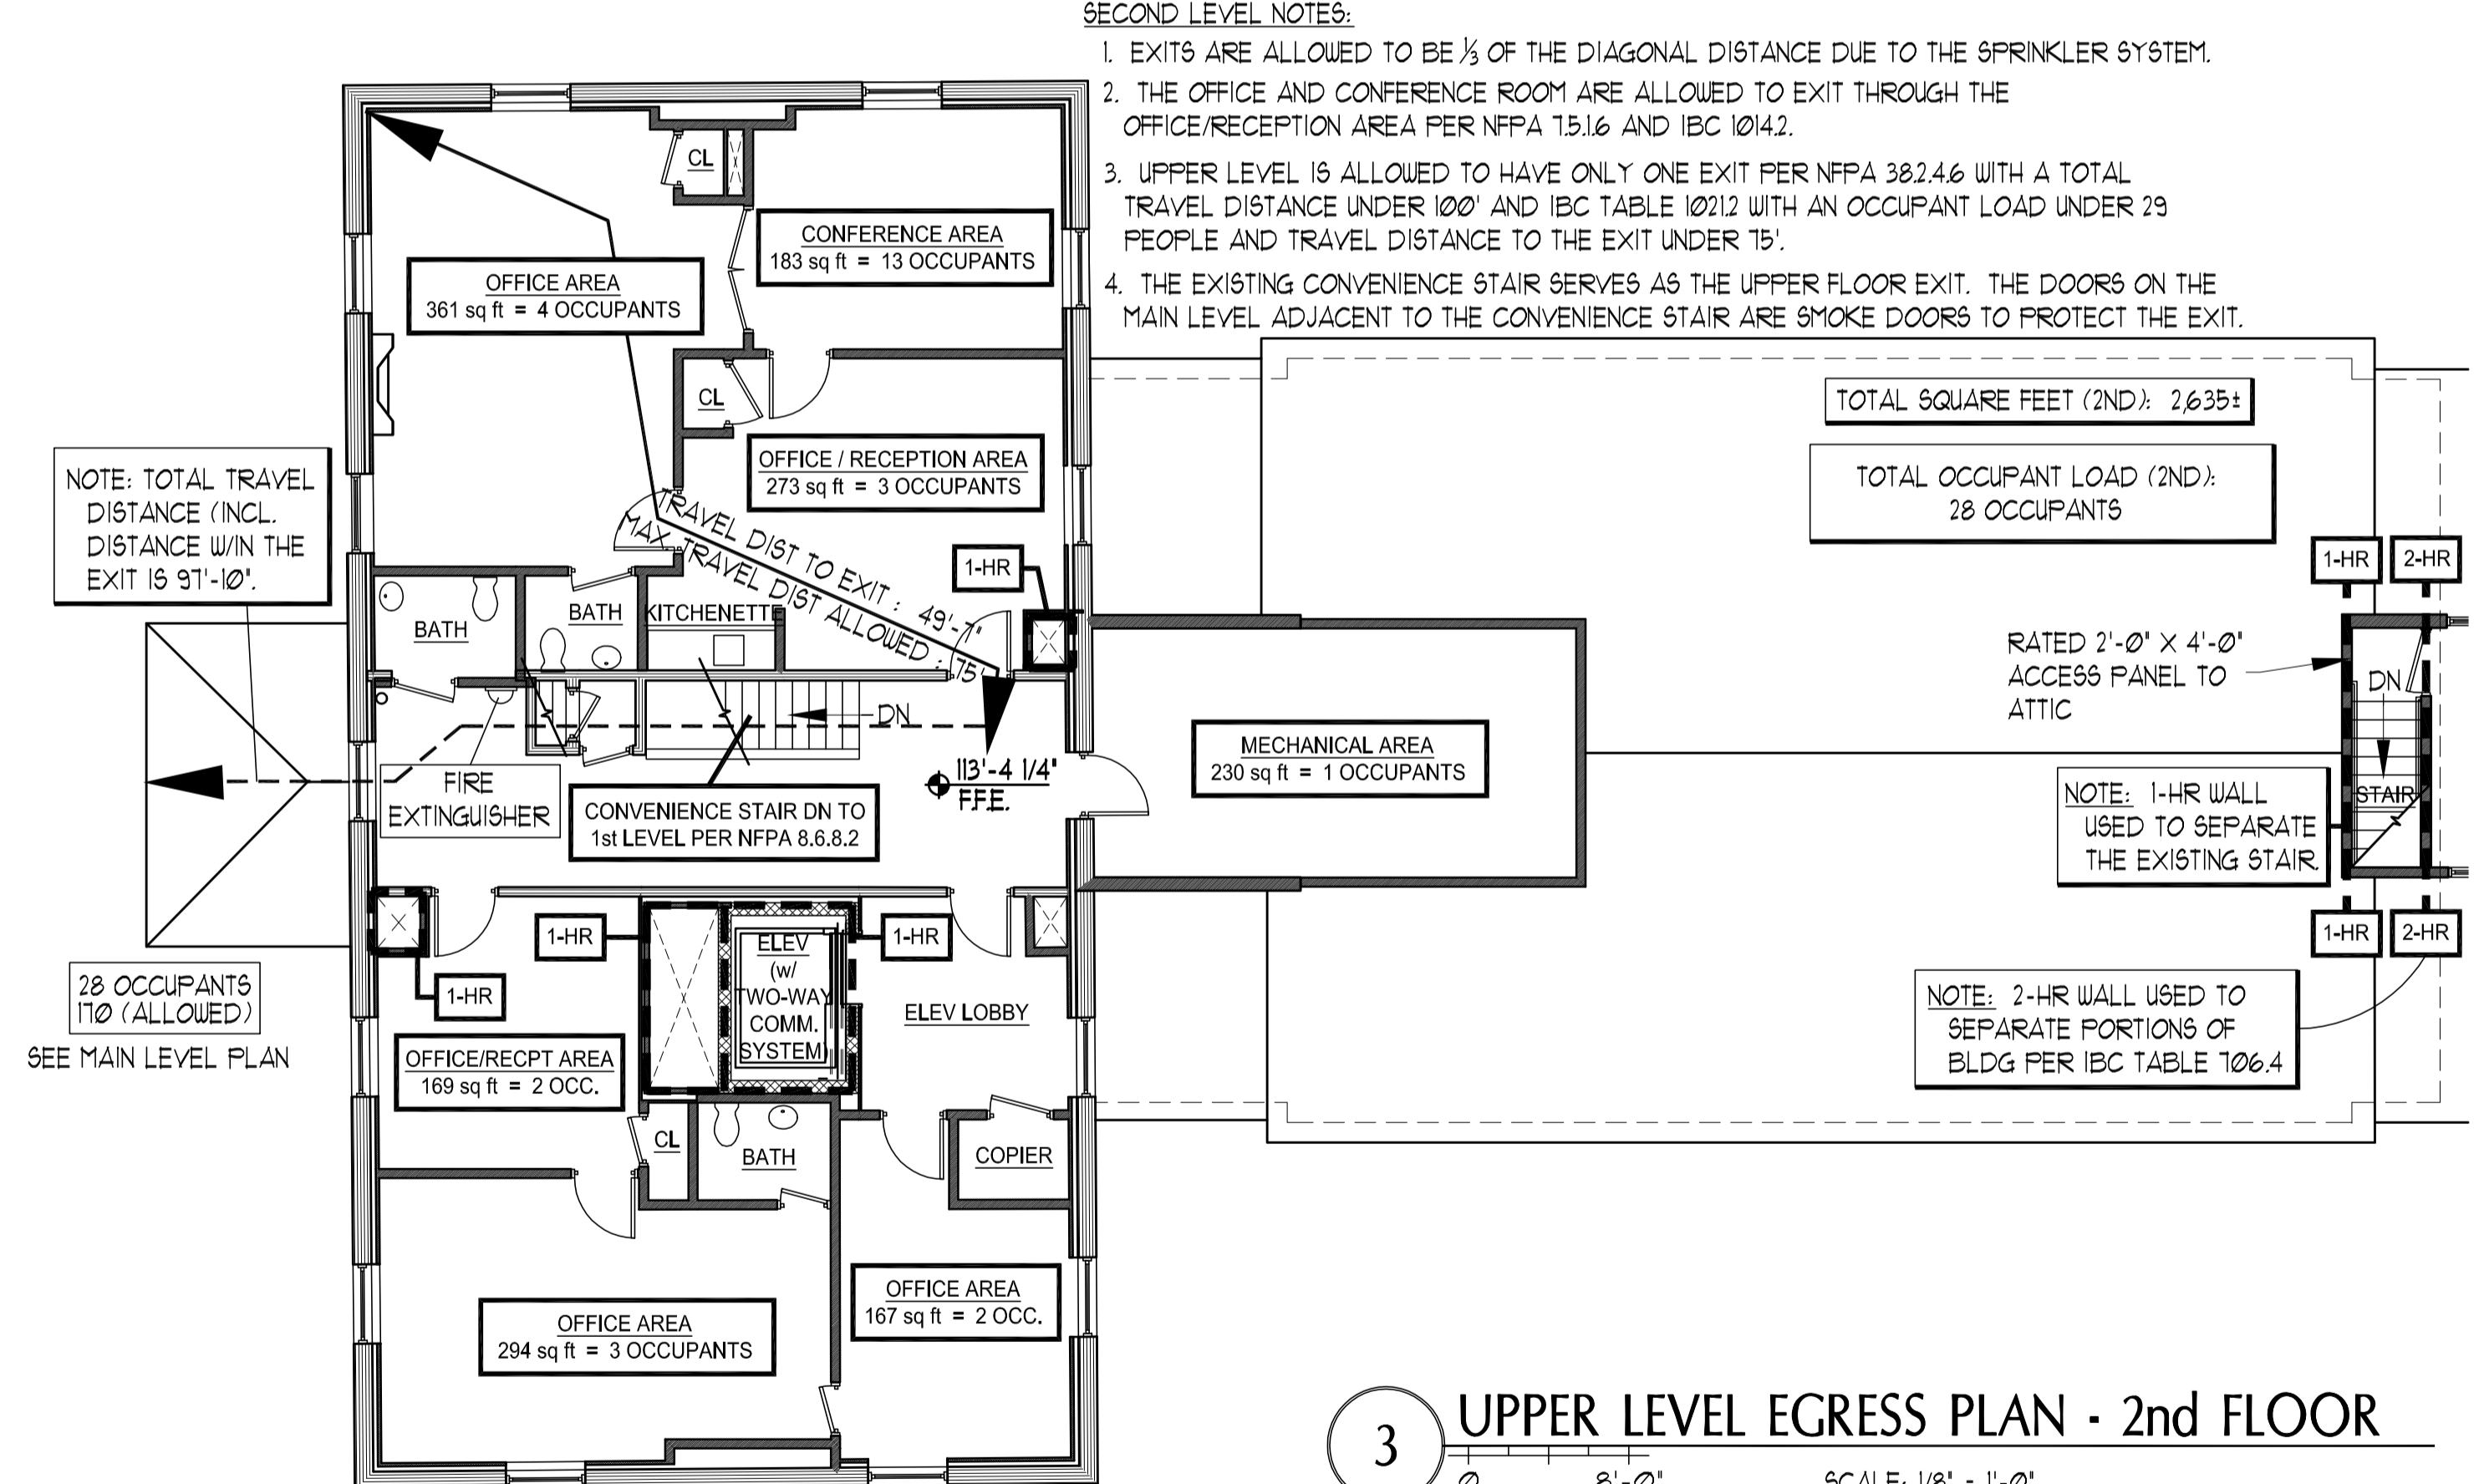 SECOND LEVEL NOTES:
1. EXITS ARE ALLOWED TO BE 1/3 OF THE DIAGONAL DISTANCE DUE TO THE SPRINKLER SYSTEM.
2. THE OFFICE AND CONFERENCE ROOM ARE ALLOWED TO EXIT THROUGH THE
OFFICE/RECEPTION AREA PER NFPA 7.5.1.6 AND IBC 1014.2.
3. UPPER LEVEL IS ALLOWED TO HAVE ONLY ONE EXIT PER NFPA 38.2.4.6 WITH A TOTAL
TRAVEL DISTANCE UNDER 100' AND IBC TABLE 1021.2 WITH AN OCCUPANT LOAD UNDER 29
PEOPLE AND TRAVEL DISTANCE TO THE EXIT UNDER 75'.
4. THE EXISTING CONVENIENCE STAIR SERVES AS THE UPPER FLOOR EXIT. THE DOORS ON THE
MAIN LEVEL ADJACENT TO THE CONVENIENCE STAIR ARE SMOKE DOORS TO PROTECT THE EXIT.
CL
CONFERENCE AREA
183 sq ft = 13 OCCUPANTS
OFFICE AREA
361 sq ft = 4 OCCUPANTS
CL
OFFICE / RECEPTION AREA
273 sq ft = 3 OCCUPANTS
TOTAL SQUARE FEET (2ND): 2,635±
TOTAL OCCUPANT LOAD (2ND):
28 OCCUPANTS
NOTE: TOTAL TRAVEL
DISTANCE (INCL.
DISTANCE W/IN THE
EXIT IS 97'-10".
TRAVEL DIST TO EXIT : 49'-7"
MAX TRAVEL DIST ALLOWED : 75'
1-HR
1-HR
2-HR
BATH
BATH
KITCHENETTE
RATED 2'-0" X 4'-0"
ACCESS PANEL TO
ATTIC
DN
DN
MECHANICAL AREA
230 sq ft = 1 OCCUPANTS
113'-4 1/4"
F.F.E.
FIRE
EXTINGUISHER
CONVENIENCE STAIR DN TO
1st LEVEL PER NFPA 8.6.8.2
STAIR
NOTE: 1-HR WALL
USED TO SEPARATE
THE EXISTING STAIR.
1-HR
1-HR
1-HR
2-HR
ELEV
(w/
TWO-WAY
COMM.
SYSTEM)
ELEV LOBBY
28 OCCUPANTS
170 (ALLOWED)
SEE MAIN LEVEL PLAN
1-HR
NOTE: 2-HR WALL USED TO
SEPARATE PORTIONS OF
BLDG PER IBC TABLE 706.4
OFFICE/RECPT AREA
169 sq ft = 2 OCC.
CL
BATH
COPIER
OFFICE AREA
167 sq ft = 2 OCC.
OFFICE AREA
294 sq ft = 3 OCCUPANTS
3
UPPER LEVEL EGRESS PLAN - 2nd FLOOR
0 8'-0" SCALE: 1/8" - 1'-0"